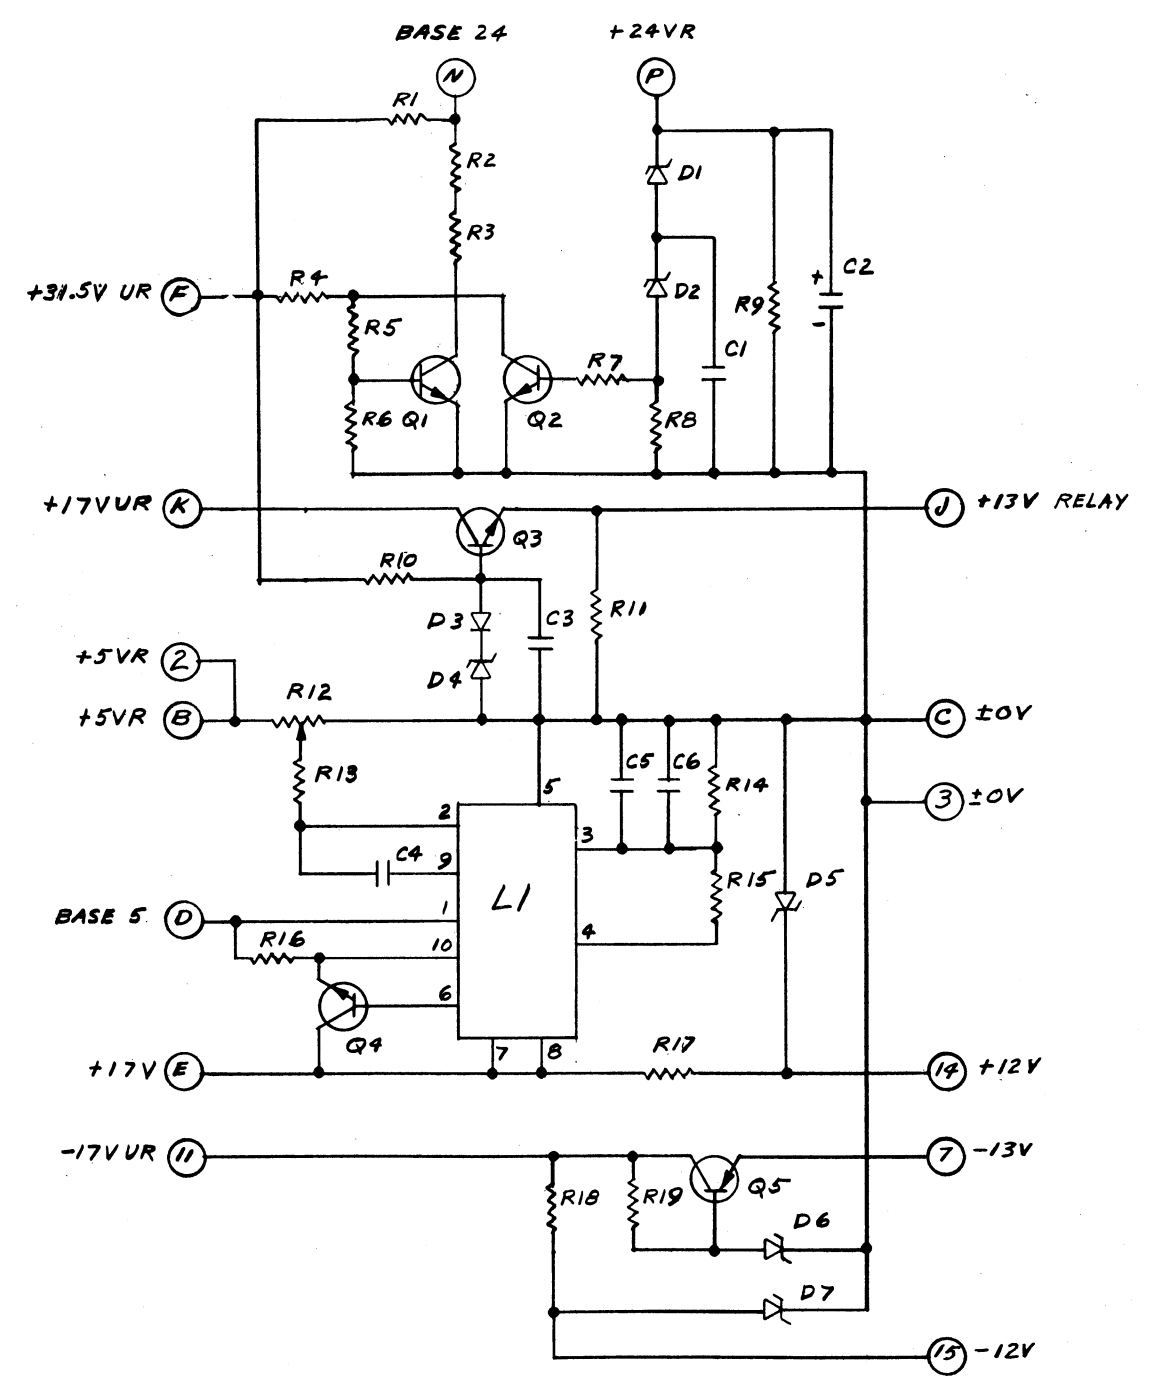 BASE 24
+24VR
N
P
R1
R2
D1
R3
+31.5V UR
F
R4
D2
C2
+
-
R9
R5
C1
R7
R6
Q1
Q2
R8
+17VUR
K
J
+13V RELAY
Q3
R10
D3
C3
R11
+5VR
2
D4
R12
+5VR
B
C
±0V
R13
C5
C6
R14
3
±0V
5
2
3
C4
9
L1
R15
D5
BASE 5
D
1
4
R16
10
6
Q4
7
8
R17
+17V
E
14
+12V
-17V UR
11
7
-13V
R18
R19
Q5
D6
D7
15
-12V